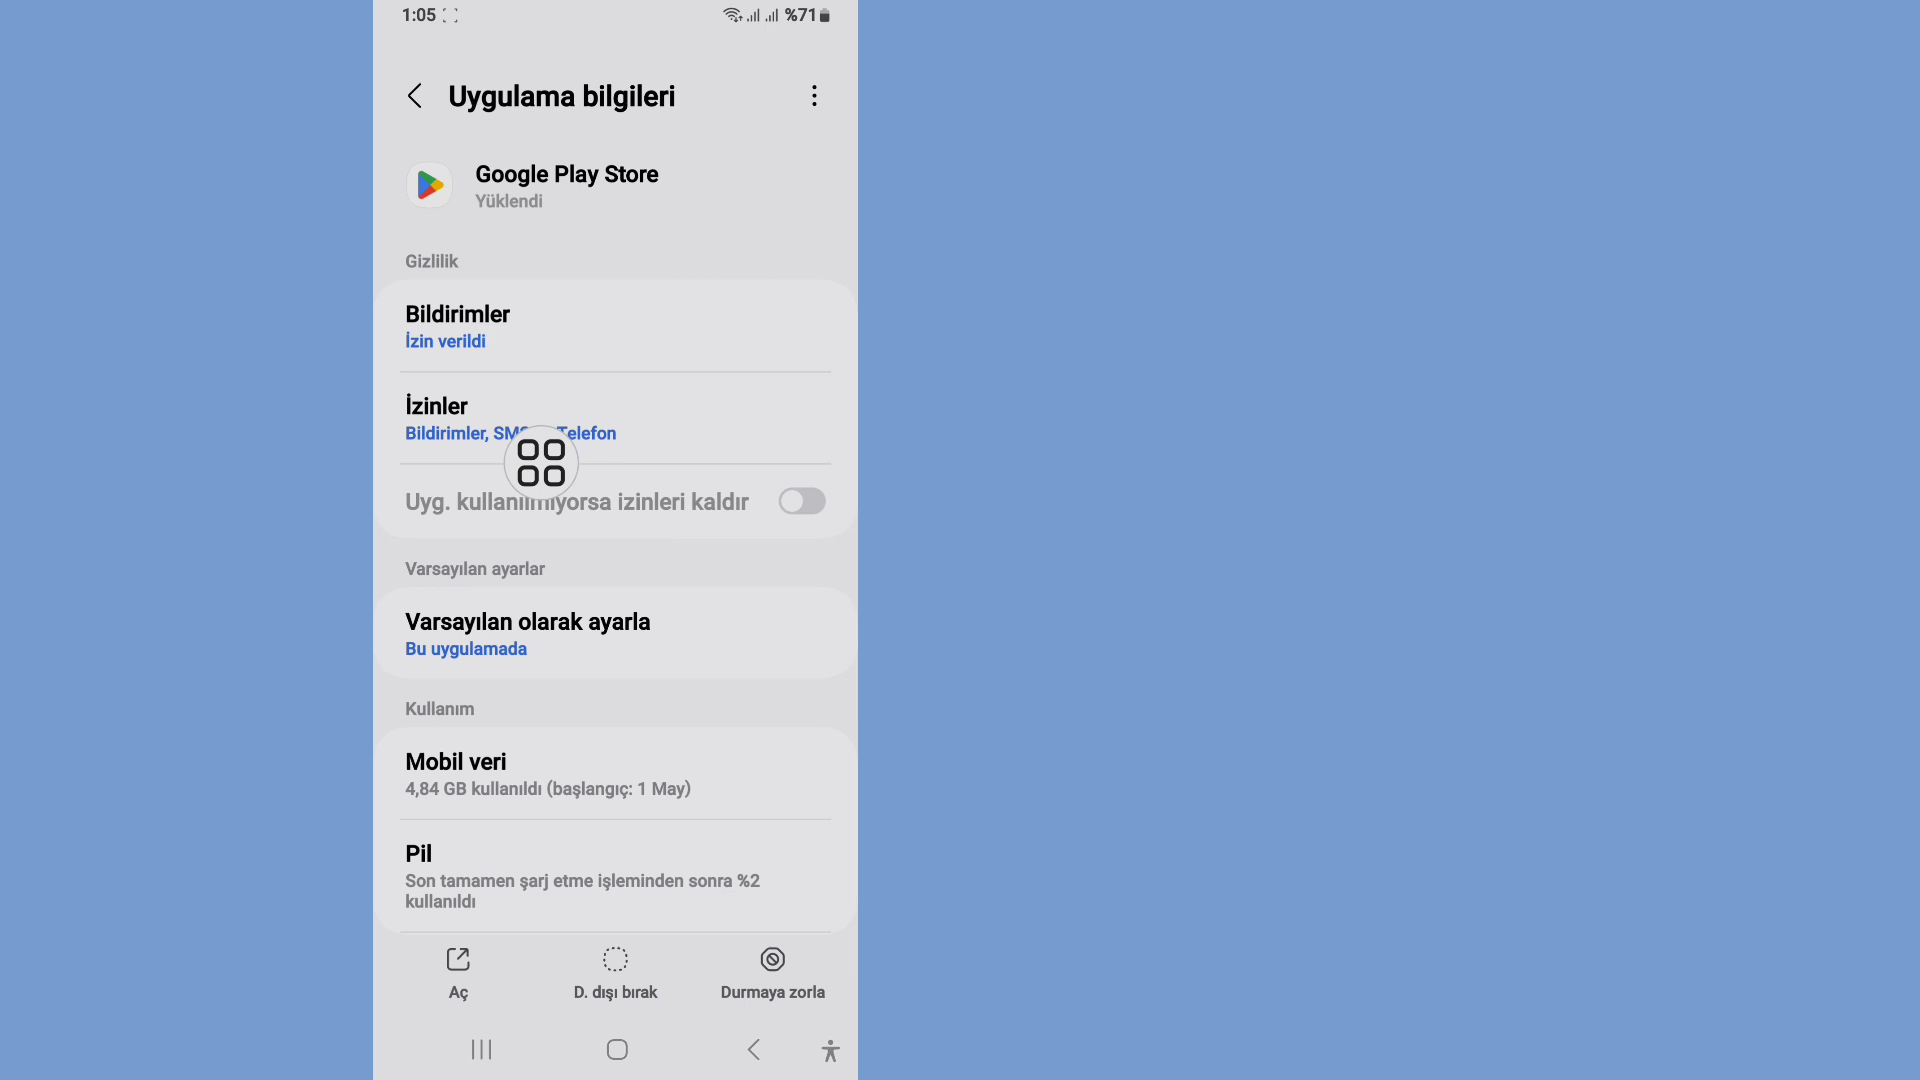 1:05 %71
Uygulama bilgileri
Google Play Store
Yüklendi
Gizlilik
Bildirimler
İzin verildi
İzinler
Bildirimler, SMS Telefon
Uyg. kullanılmıyorsa izinleri kaldır
Varsayılan ayarlar
Varsayılan olarak ayarla
Bu uygulamada
Kullanım
Mobil veri
4,84 GB kullanıldı (başlangıç: 1 May)
Pil
Son tamamen şarj etme işleminden sonra %2
kullanıldı
Aç D. dışı bırak Durmaya zorla